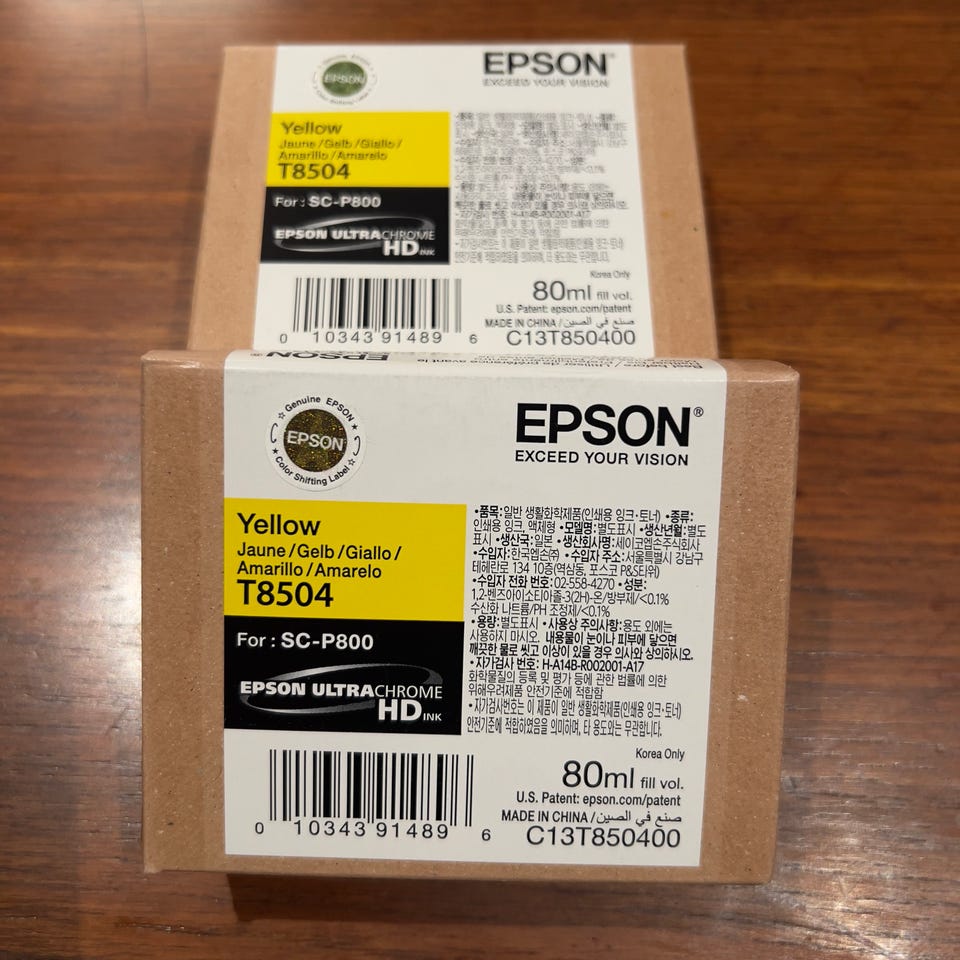 Genuine EPSON
EPSON
Color Shifting Label
EPSON®
EXCEED YOUR VISION
Yellow
Jaune /Gelb /Giallo /
Amarillo /Amarelo
T8504
For : SC-P800
EPSON ULTRACHROME
HD INK
H-A14B-R002001-A17
Korea Only
80ml fill vol.
U.S. Patent: epson.com/patent
MADE IN CHINA / صنع في الصين
0 10343 91489 6
C13T850400
EPSON
Genuine EPSON
EPSON
Color Shifting Label
EPSON®
EXCEED YOUR VISION
Yellow
Jaune /Gelb /Giallo /
Amarillo /Amarelo
T8504
For : SC-P800
EPSON ULTRACHROME
HD INK
•품목: 일반 생활화학제품(인쇄용 잉크·토너) •종류:
인쇄용 잉크, 액체형 •모델명: 별도표시 •생산년월: 별도
표시 •생산국: 일본 •생산회사명: 세이코엡손주식회사
•수입자: 한국엡손(주) •수입자 주소: 서울특별시 강남구
테헤란로 134 10층(역삼동, 포스코 P&S타워)
•수입자 전화 번호: 02-558-4270 •성분:
1,2-벤즈아이소티아졸-3(2H)-온/방부제/<0.1%
수산화 나트륨/PH 조정제/<0.1%
•용량: 별도표시 •사용상 주의사항: 용도 외에는
사용하지 마시오. 내용물이 눈이나 피부에 닿으면
깨끗한 물로 씻고 이상이 있을 경우 의사와 상의하시오.
•자가검사 번호: H-A14B-R002001-A17
화학물질의 등록 및 평가 등에 관한 법률에 의한
위해우려제품 안전기준에 적합함
•자가검사번호는 이 제품이 일반 생활화학제품(인쇄용 잉크·토너)
안전기준에 적합하였음을 의미하며, 타 용도와는 무관합니다.
Korea Only
80ml fill vol.
U.S. Patent: epson.com/patent
MADE IN CHINA / صنع في الصين
0 10343 91489 6
C13T850400